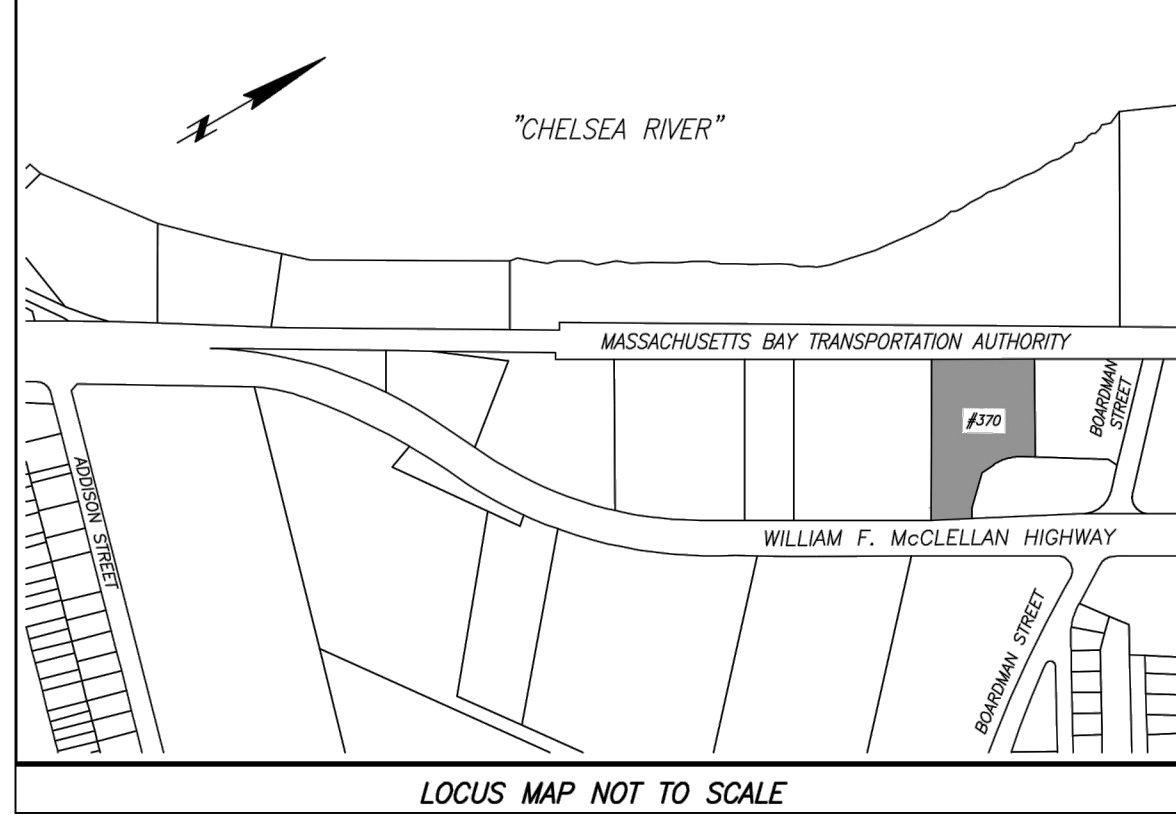 N
"CHELSEA RIVER"
MASSACHUSETTS BAY TRANSPORTATION AUTHORITY
BOARDMAN
STREET
#370
ADDISON STREET
WILLIAM F. McCLELLAN HIGHWAY
BOARDMAN STREET
LOCUS MAP NOT TO SCALE